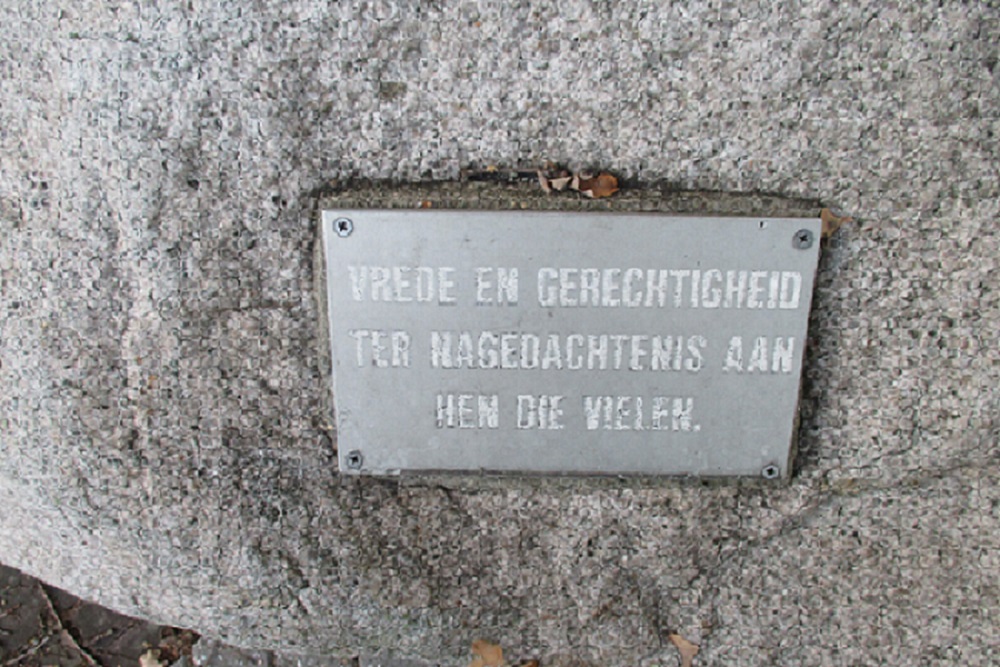 VREDE EN GERECHTIGHEID
TER NAGEDACHTENIS AAN
HEN DIE VIELEN.